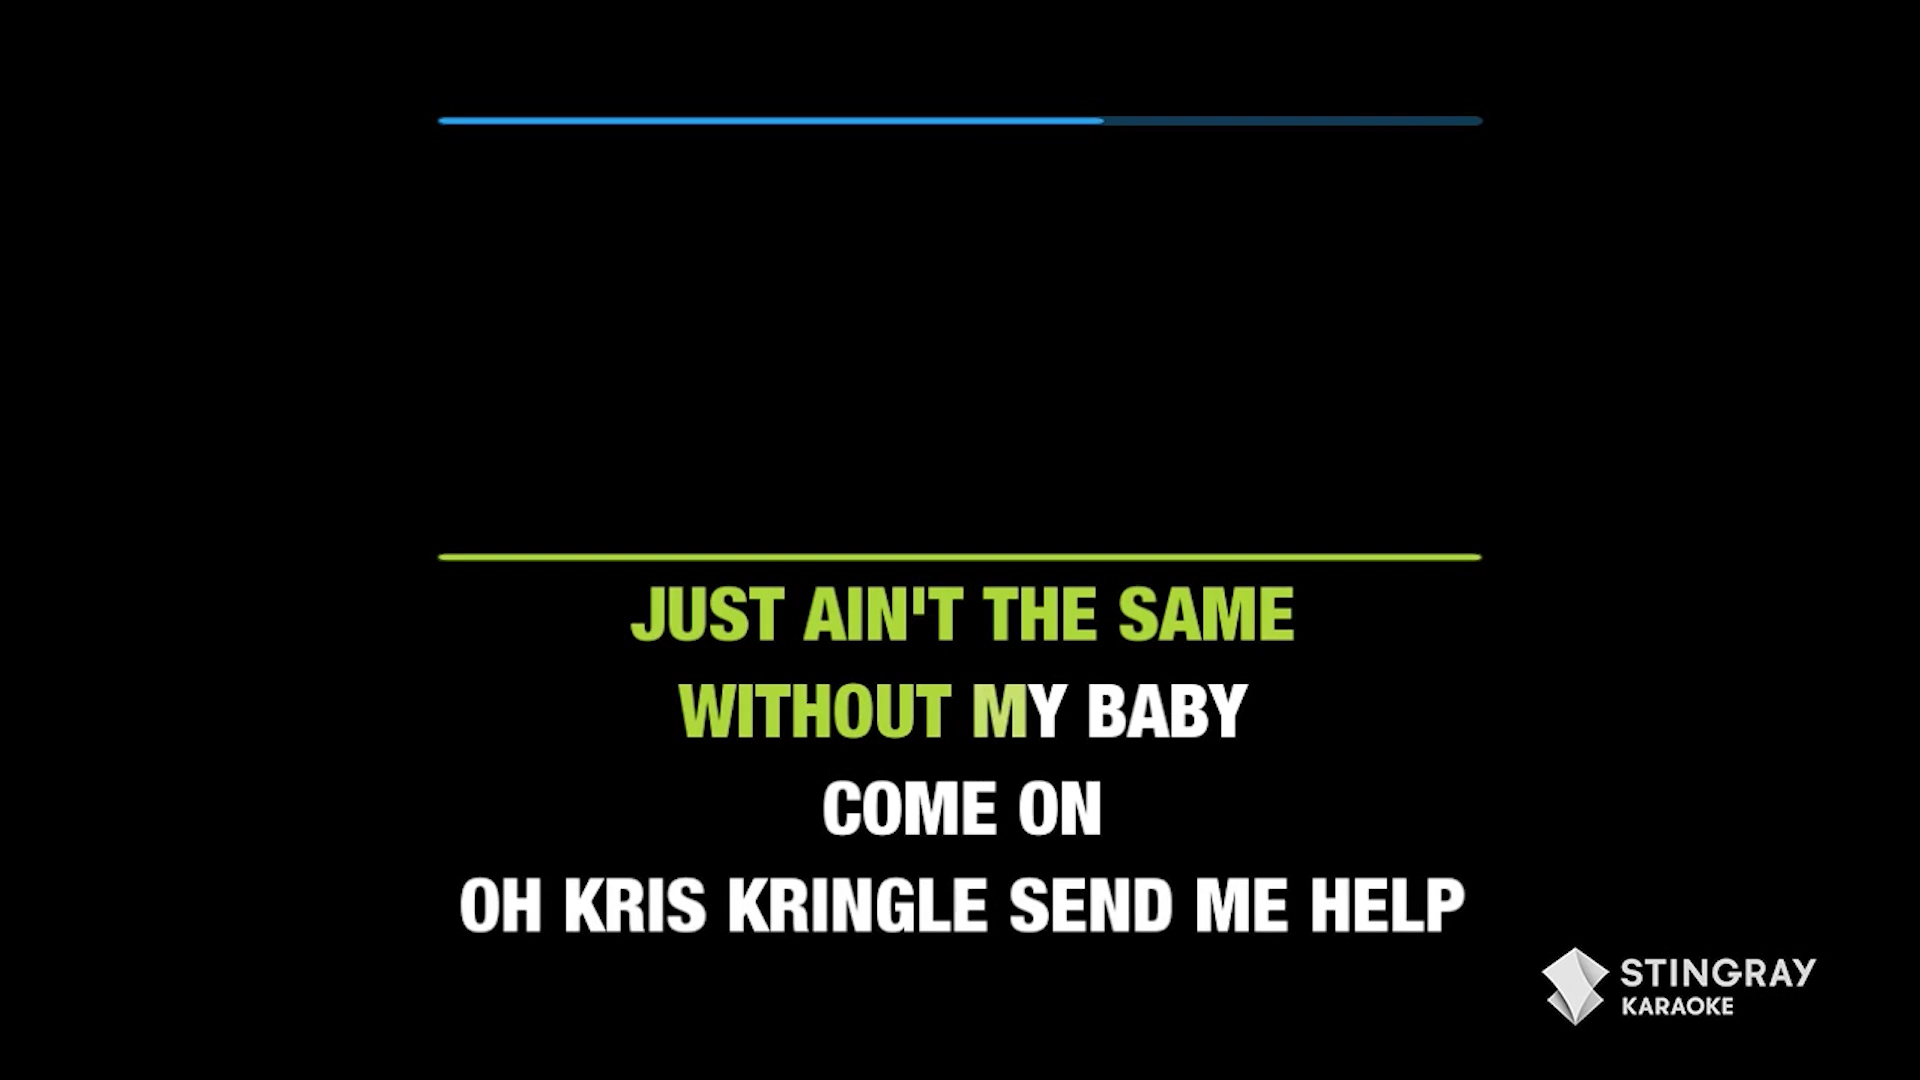 JUST AIN'T THE SAME
WITHOUT MY BABY
COME ON
OH KRIS KRINGLE SEND ME HELP
STINGRAY
KARAOKE